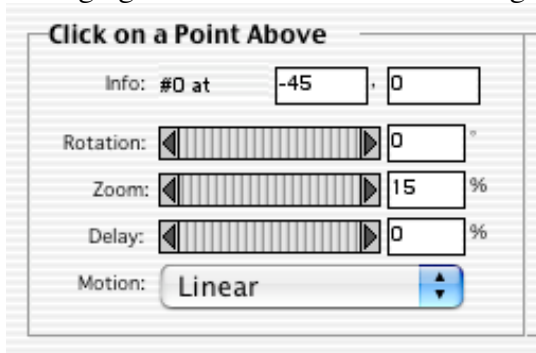 Click on a Point Above
Info: #0 at -45 , 0
Rotation: 0 °
Zoom: 15 %
Delay: 0 %
Motion: Linear